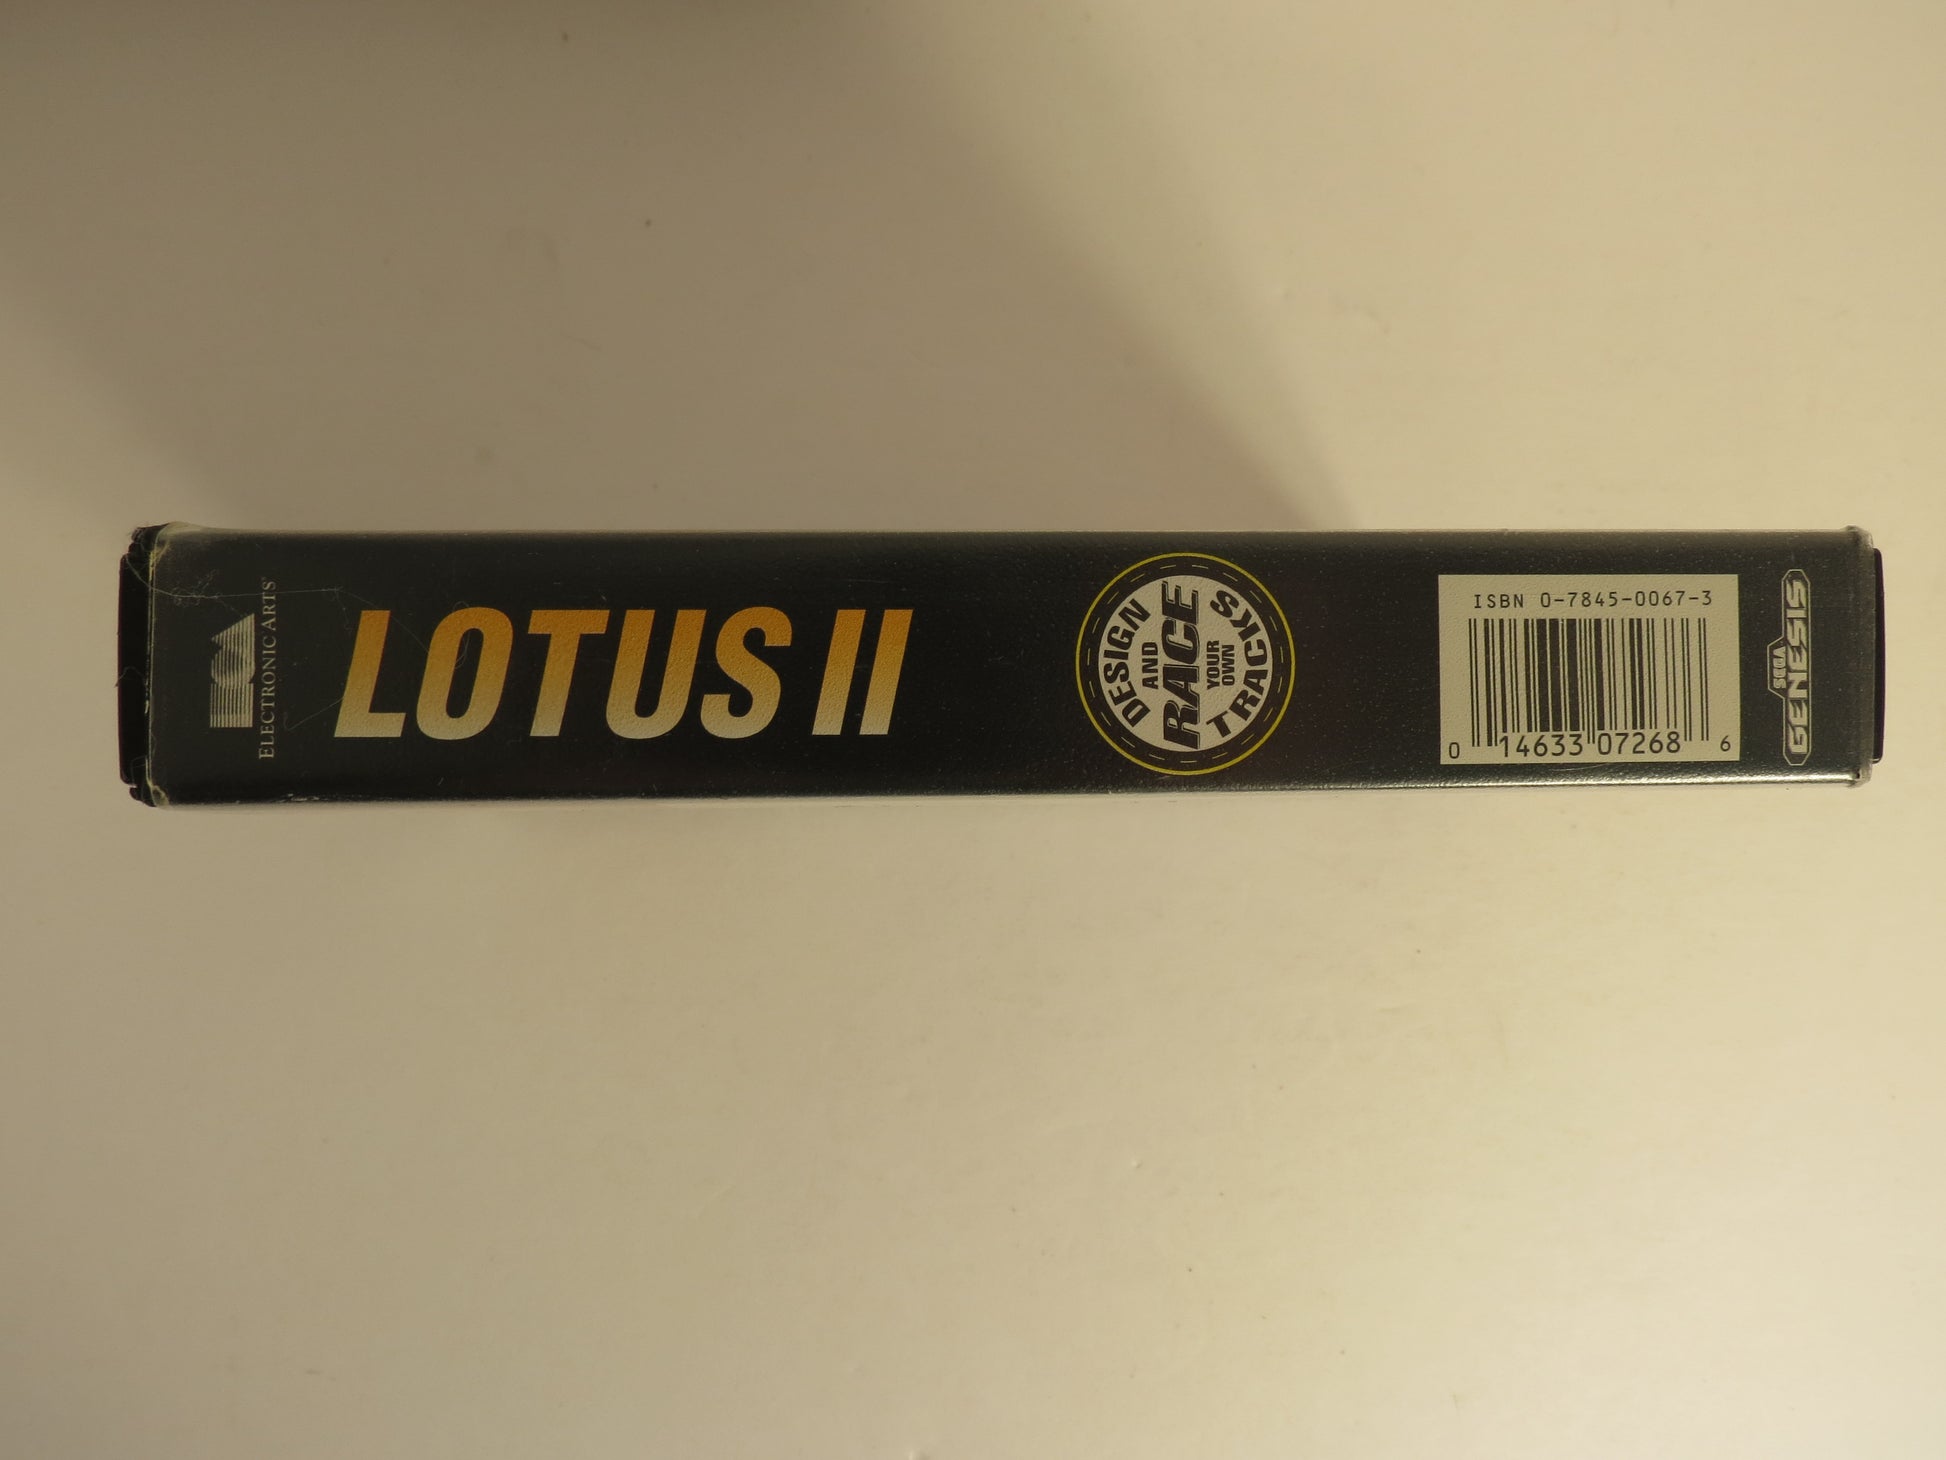 ELECTRONIC ARTS®
LOTUS II
DESIGN
AND
RACE
YOUR
OWN
TRACKS
ISBN 0-7845-0067-3
0 14633 07268 6
SEGA
GENESIS